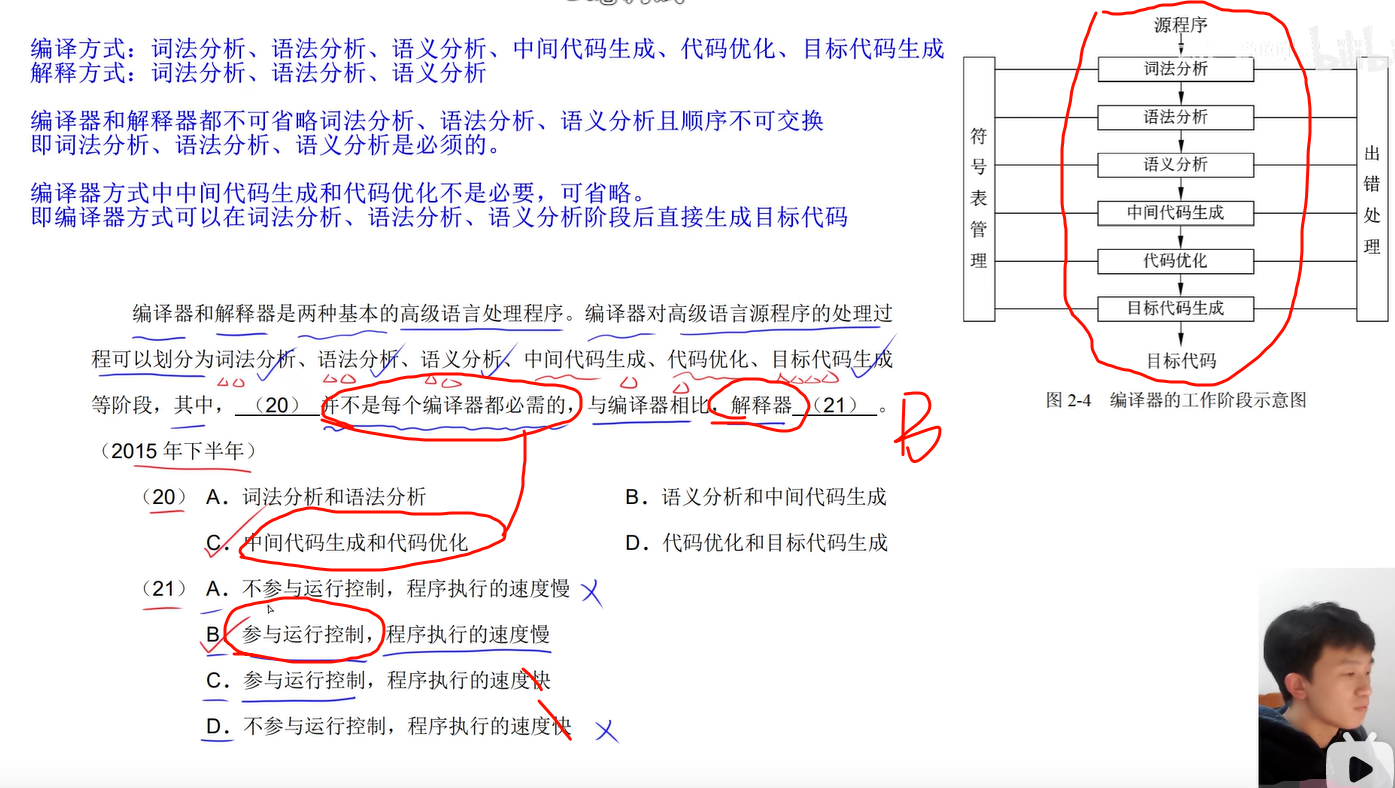 编译方式：词法分析、语法分析、语义分析、中间代码生成、代码优化、目标代码生成
解释方式：词法分析、语法分析、语义分析
编译器和解释器都不可省略词法分析、语法分析、语义分析且顺序不可交换
即词法分析、语法分析、语义分析是必须的。
编译器方式中中间代码生成和代码优化不是必要，可省略。
即编译器方式可以在词法分析、语法分析、语义分析阶段后直接生成目标代码
编译器和解释器是两种基本的高级语言处理程序。编译器对高级语言源程序的处理过
程可以划分为词法分析、语法分析、语义分析、中间代码生成、代码优化、目标代码生成
等阶段，其中，（20）并不是每个编译器都必需的，与编译器相比，解释器（21）。
（2015 年下半年）
（20） A．词法分析和语法分析 B．语义分析和中间代码生成
C．中间代码生成和代码优化 D．代码优化和目标代码生成
（21） A．不参与运行控制，程序执行的速度慢
B．参与运行控制，程序执行的速度慢
C．参与运行控制，程序执行的速度快
D．不参与运行控制，程序执行的速度快
B
源程序
词法分析
语法分析
语义分析
中间代码生成
代码优化
目标代码生成
目标代码
符号表管理
出错处理
图 2-4 编译器的工作阶段示意图
bilibili